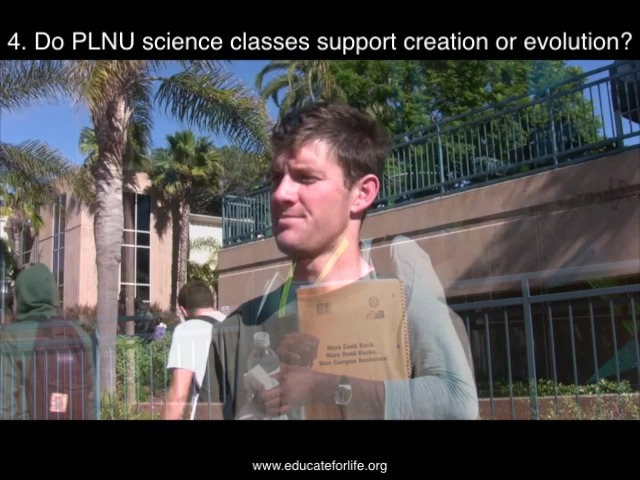 4. Do PLNU science classes support creation or evolution?
More Cash Back...
More Used Books...
Your Campus Bookstore!
www.educateforlife.org